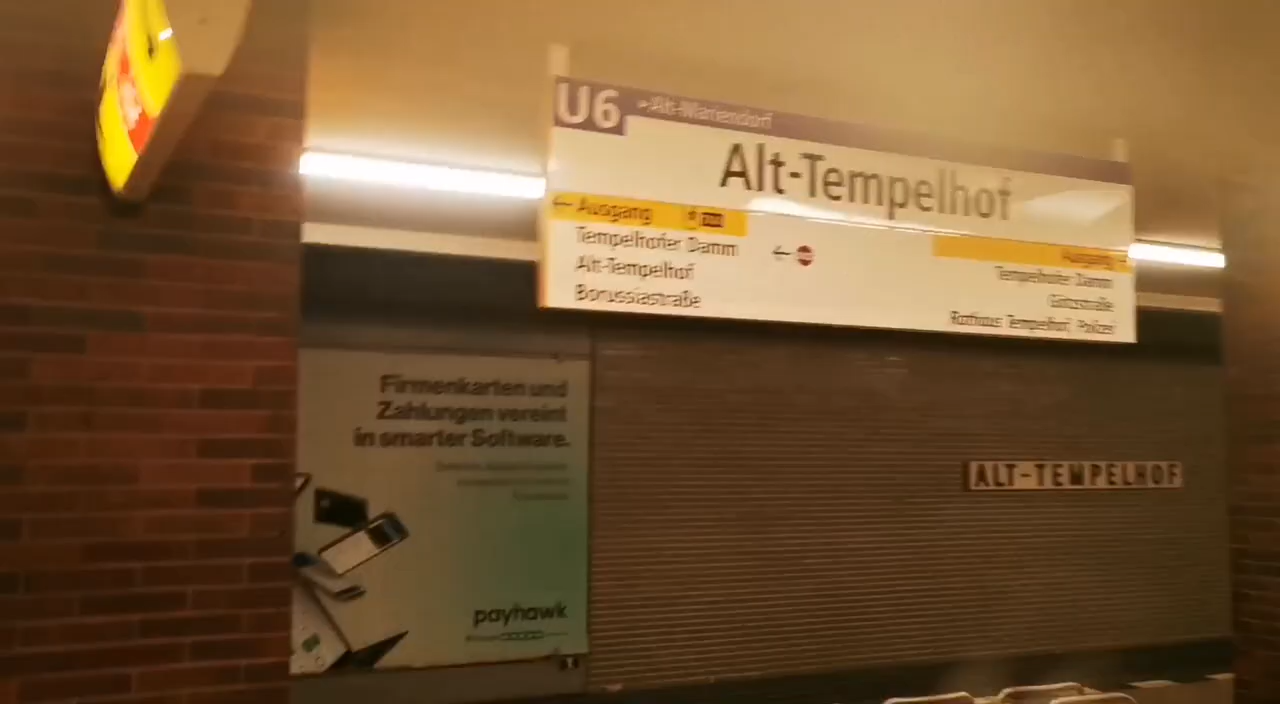 U6 Alt-Mariendorf
Alt-Tempelhof
← Ausgang
Tempelhofer Damm
Alt-Tempelhof
Borussiastraße
Ausgang
Tempelhofer Damm
Götzstraße
Rathaus Tempelhof, Polizei
Firmenkarten und
Zahlungen vereint
in smarter Software.
payhawk
ALT-TEMPELHOF